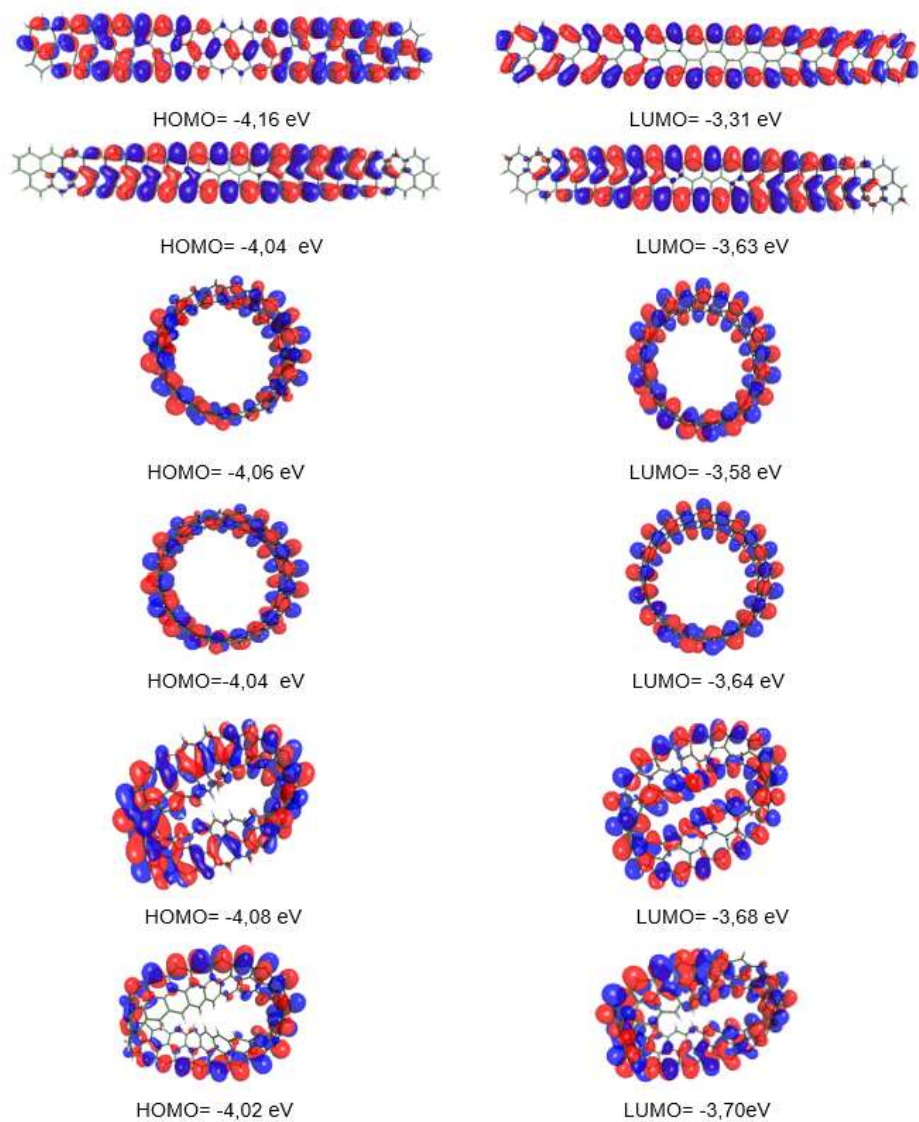 HOMO= -4,16 eV LUMO= -3,31 eV
HOMO= -4,04  eV LUMO= -3,63 eV
HOMO= -4,06 eV LUMO= -3,58 eV
HOMO=-4,04  eV LUMO= -3,64 eV
HOMO= -4,08 eV LUMO= -3,68 eV
HOMO= -4,02 eV LUMO= -3,70eV